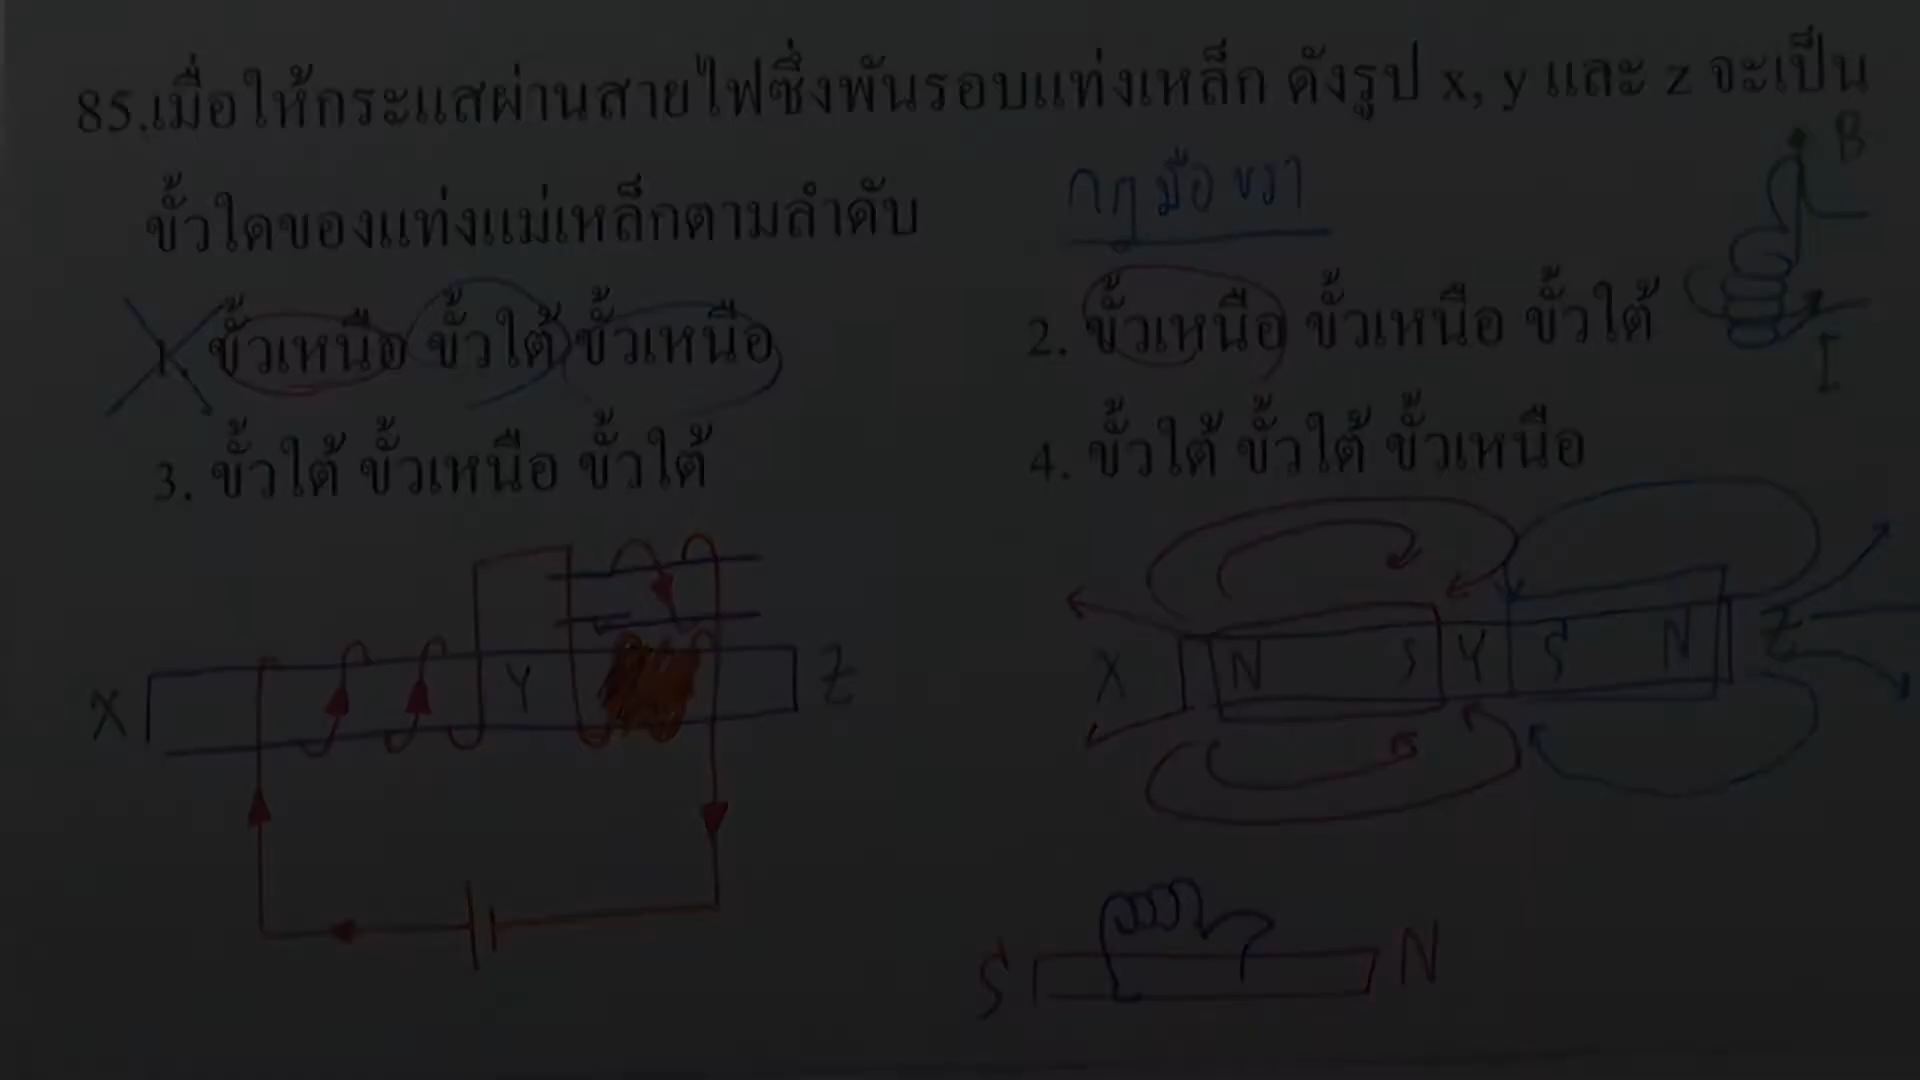 85.เมื่อให้กระแสผ่านสายไฟซึ่งพันรอบแท่งเหล็ก ดังรูป x, y และ z จะเป็น
ขั้วใดของแท่งแม่เหล็กตามลำดับ
กฎมือขวา
B
I
1. ขั้วเหนือ ขั้วใต้ ขั้วเหนือ
2. ขั้วเหนือ ขั้วเหนือ ขั้วใต้
3. ขั้วใต้ ขั้วเหนือ ขั้วใต้
4. ขั้วใต้ ขั้วใต้ ขั้วเหนือ
X Y Z
X N S Y S N Z
S N